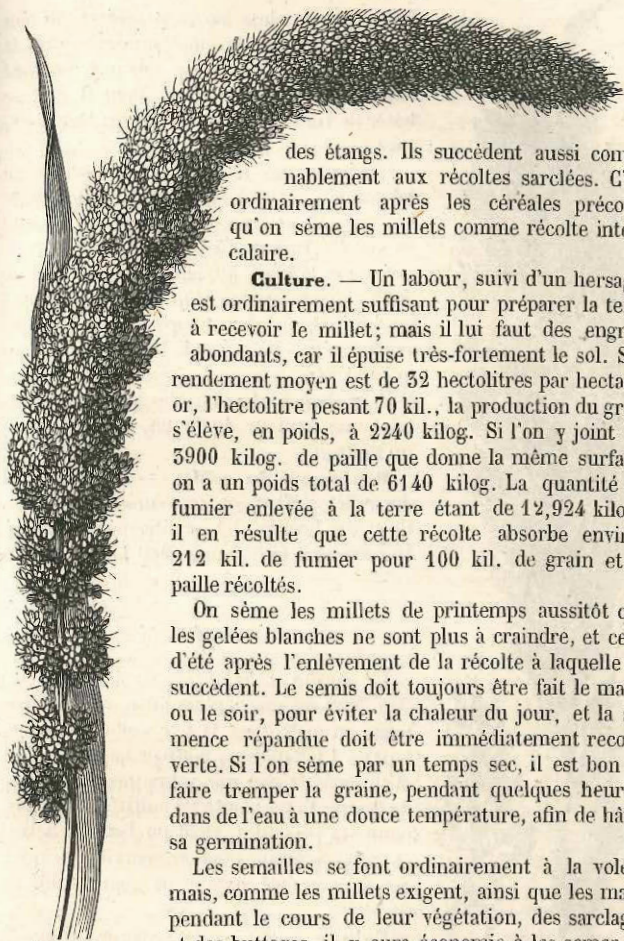 des étangs. Ils succèdent aussi con
nablement aux récoltes sarclées. C'
ordinairement après les céréales préco
qu'on sème les millets comme récolte inte
calaire.
Culture. — Un labour, suivi d'un hersa
est ordinairement suffisant pour préparer la te
à recevoir le millet; mais il lui faut des engr
abondants, car il épuise très-fortement le sol. S
rendement moyen est de 32 hectolitres par hecta
or, l'hectolitre pesant 70 kil., la production du gr
s'élève, en poids, à 2240 kilog. Si l'on y joint
3900 kilog. de paille que donne la même surfa
on a un poids total de 6140 kilog. La quantité
fumier enlevée à la terre étant de 12,924 kilo
il en résulte que cette récolte absorbe envir
212 kil. de fumier pour 100 kil. de grain et
paille récoltés.
On sème les millets de printemps aussitôt q
les gelées blanches ne sont plus à craindre, et ce
d'été après l'enlèvement de la récolte à laquelle
succèdent. Le semis doit toujours être fait le ma
ou le soir, pour éviter la chaleur du jour, et la s
mence répandue doit être immédiatement reco
verte. Si l'on sème par un temps sec, il est bon
faire tremper la graine, pendant quelques heur
dans de l'eau à une douce température, afin de hâ
sa germination.
Les semailles se font ordinairement à la volé
mais, comme les millets exigent, ainsi que les ma
pendant le cours de leur végétation, des sarclag